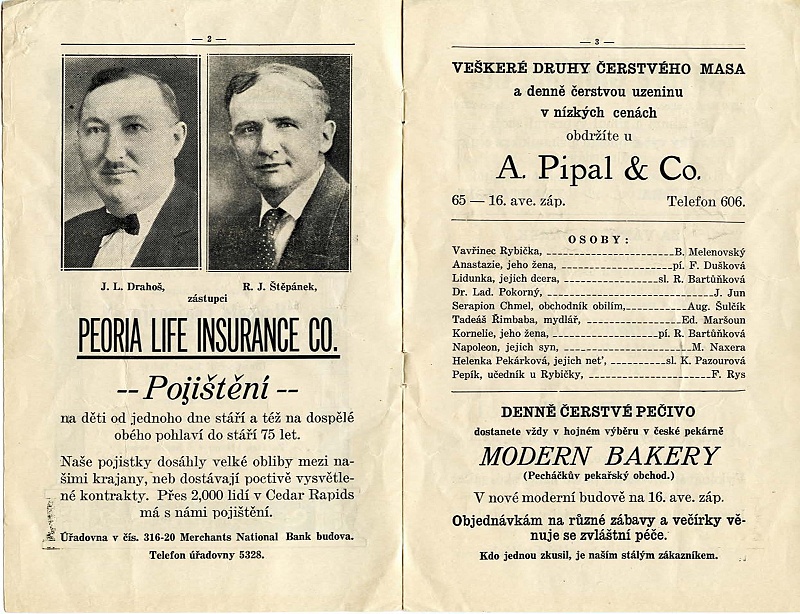 — 2 —
J. L. Drahoš,
R. J. Štěpánek,
zástupci
PEORIA LIFE INSURANCE CO.
-- Pojištění --
na děti od jednoho dne stáří a též na dospělé
obého pohlaví do stáří 75 let.
Naše pojistky dosáhly velké obliby mezi na-
šimi krajany, neb dostávají poctivě vysvětle-
né kontrakty. Přes 2,000 lidí v Cedar Rapids
má s námi pojištění.
Úřadovna v čís. 316-20 Merchants National Bank budova.
Telefon úřadovny 5328.
— 3 —
VEŠKERÉ DRUHY ČERSTVÉHO MASA
a denně čerstvou uzeninu
v nízkých cenách
obdržíte u
A. Pipal & Co.
65 — 16. ave. záp. Telefon 606.
OSOBY:
Vavřinec Rybička, B. Melenovský
Anastazie, jeho žena, pí. F. Dušková
Lidunka, jejich dcera, sl. R. Bartůňková
Dr. Lad. Pokorný, J. Jun
Serapion Chmel, obchodník obilím, Aug. Šulčík
Tadeáš Řimbaba, mydlář, Ed. Maršoun
Kornelie, jeho žena, pí. R. Bartůňková
Napoleon, jejich syn, M. Naxera
Helenka Pekárková, jejich net', sl. K. Pazourová
Pepík, učedník u Rybičky, F. Rys
DENNĚ ČERSTVÉ PEČIVO
dostanete vždy v hojném výběru v české pekárně
MODERN BAKERY
(Pecháčkův pekařský obchod.)
V nové moderní budově na 16. ave. záp.
Objednávkám na různé zábavy a večírky vě-
nuje se zvláštní péče.
Kdo jednou zkusil, je naším stálým zákazníkem.